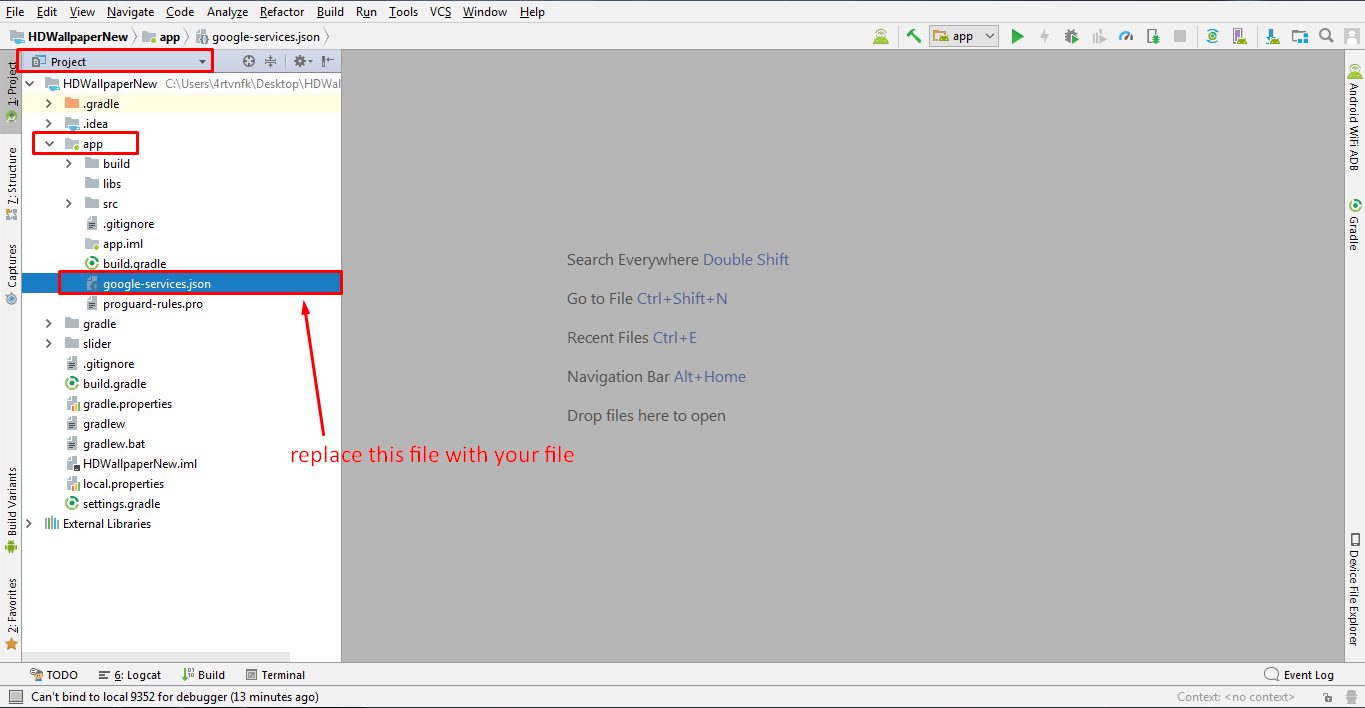 File Edit View Navigate Code Analyze Refactor Build Run Tools VCS Window Help
HDWallpaperNew app google-services.json
app
Project
1: Project
7: Structure
Captures
Build Variants
2: Favorites
HDWallpaperNew C:\Users\4rtvnfk\Desktop\HDWal
.gradle
.idea
app
build
libs
src
.gitignore
app.iml
build.gradle
google-services.json
proguard-rules.pro
gradle
slider
.gitignore
build.gradle
gradle.properties
gradlew
gradlew.bat
HDWallpaperNew.iml
local.properties
settings.gradle
External Libraries
Search Everywhere Double Shift
Go to File Ctrl+Shift+N
Recent Files Ctrl+E
Navigation Bar Alt+Home
Drop files here to open
replace this file with your file
Android WiFi ADB
Gradle
Device File Explorer
TODO 6: Logcat Build Terminal Event Log
Can't bind to local 9352 for debugger (13 minutes ago) Context: <no context>